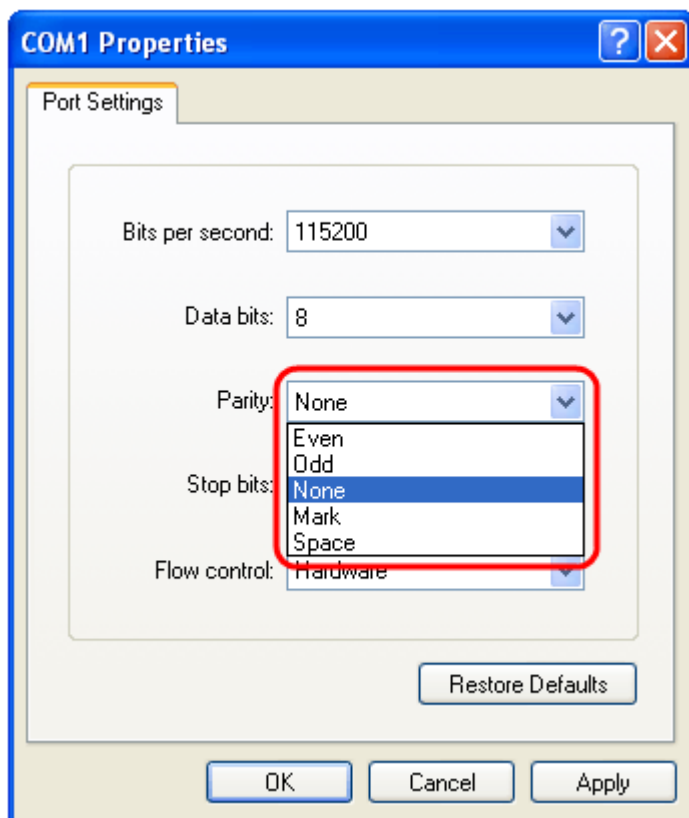 COM1 Properties
Port Settings
Bits per second: 115200
Data bits: 8
Parity: None
Even
Odd
Stop bits: None
Mark
Space
Flow control: Hardware
Restore Defaults
OK Cancel Apply